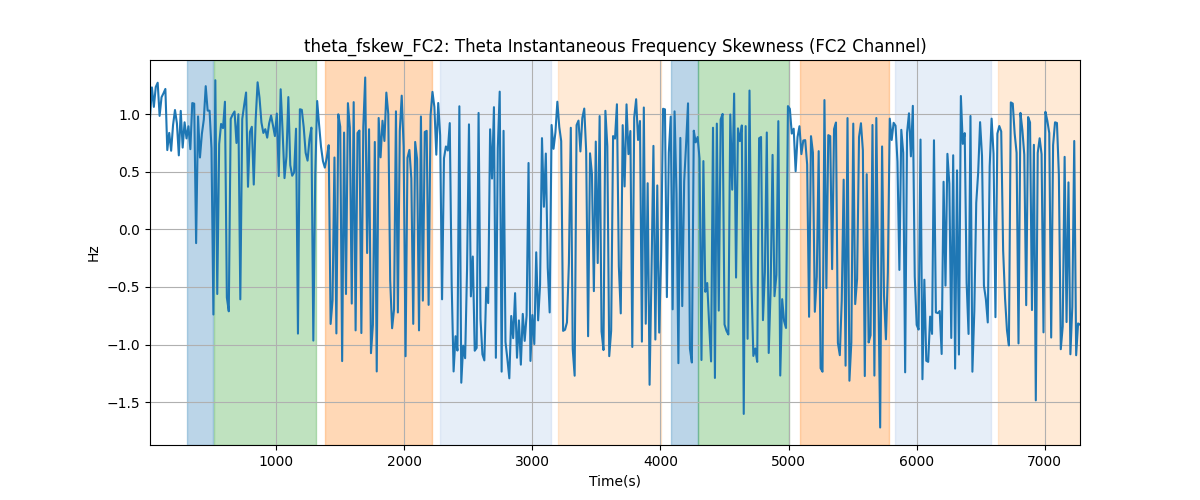 theta_fskew_FC2: Theta Instantaneous Frequency Skewness (FC2 Channel)
1.0
0.5
0.0
−0.5
−1.0
−1.5
Hz
1000 2000 3000 4000 5000 6000 7000
Time(s)